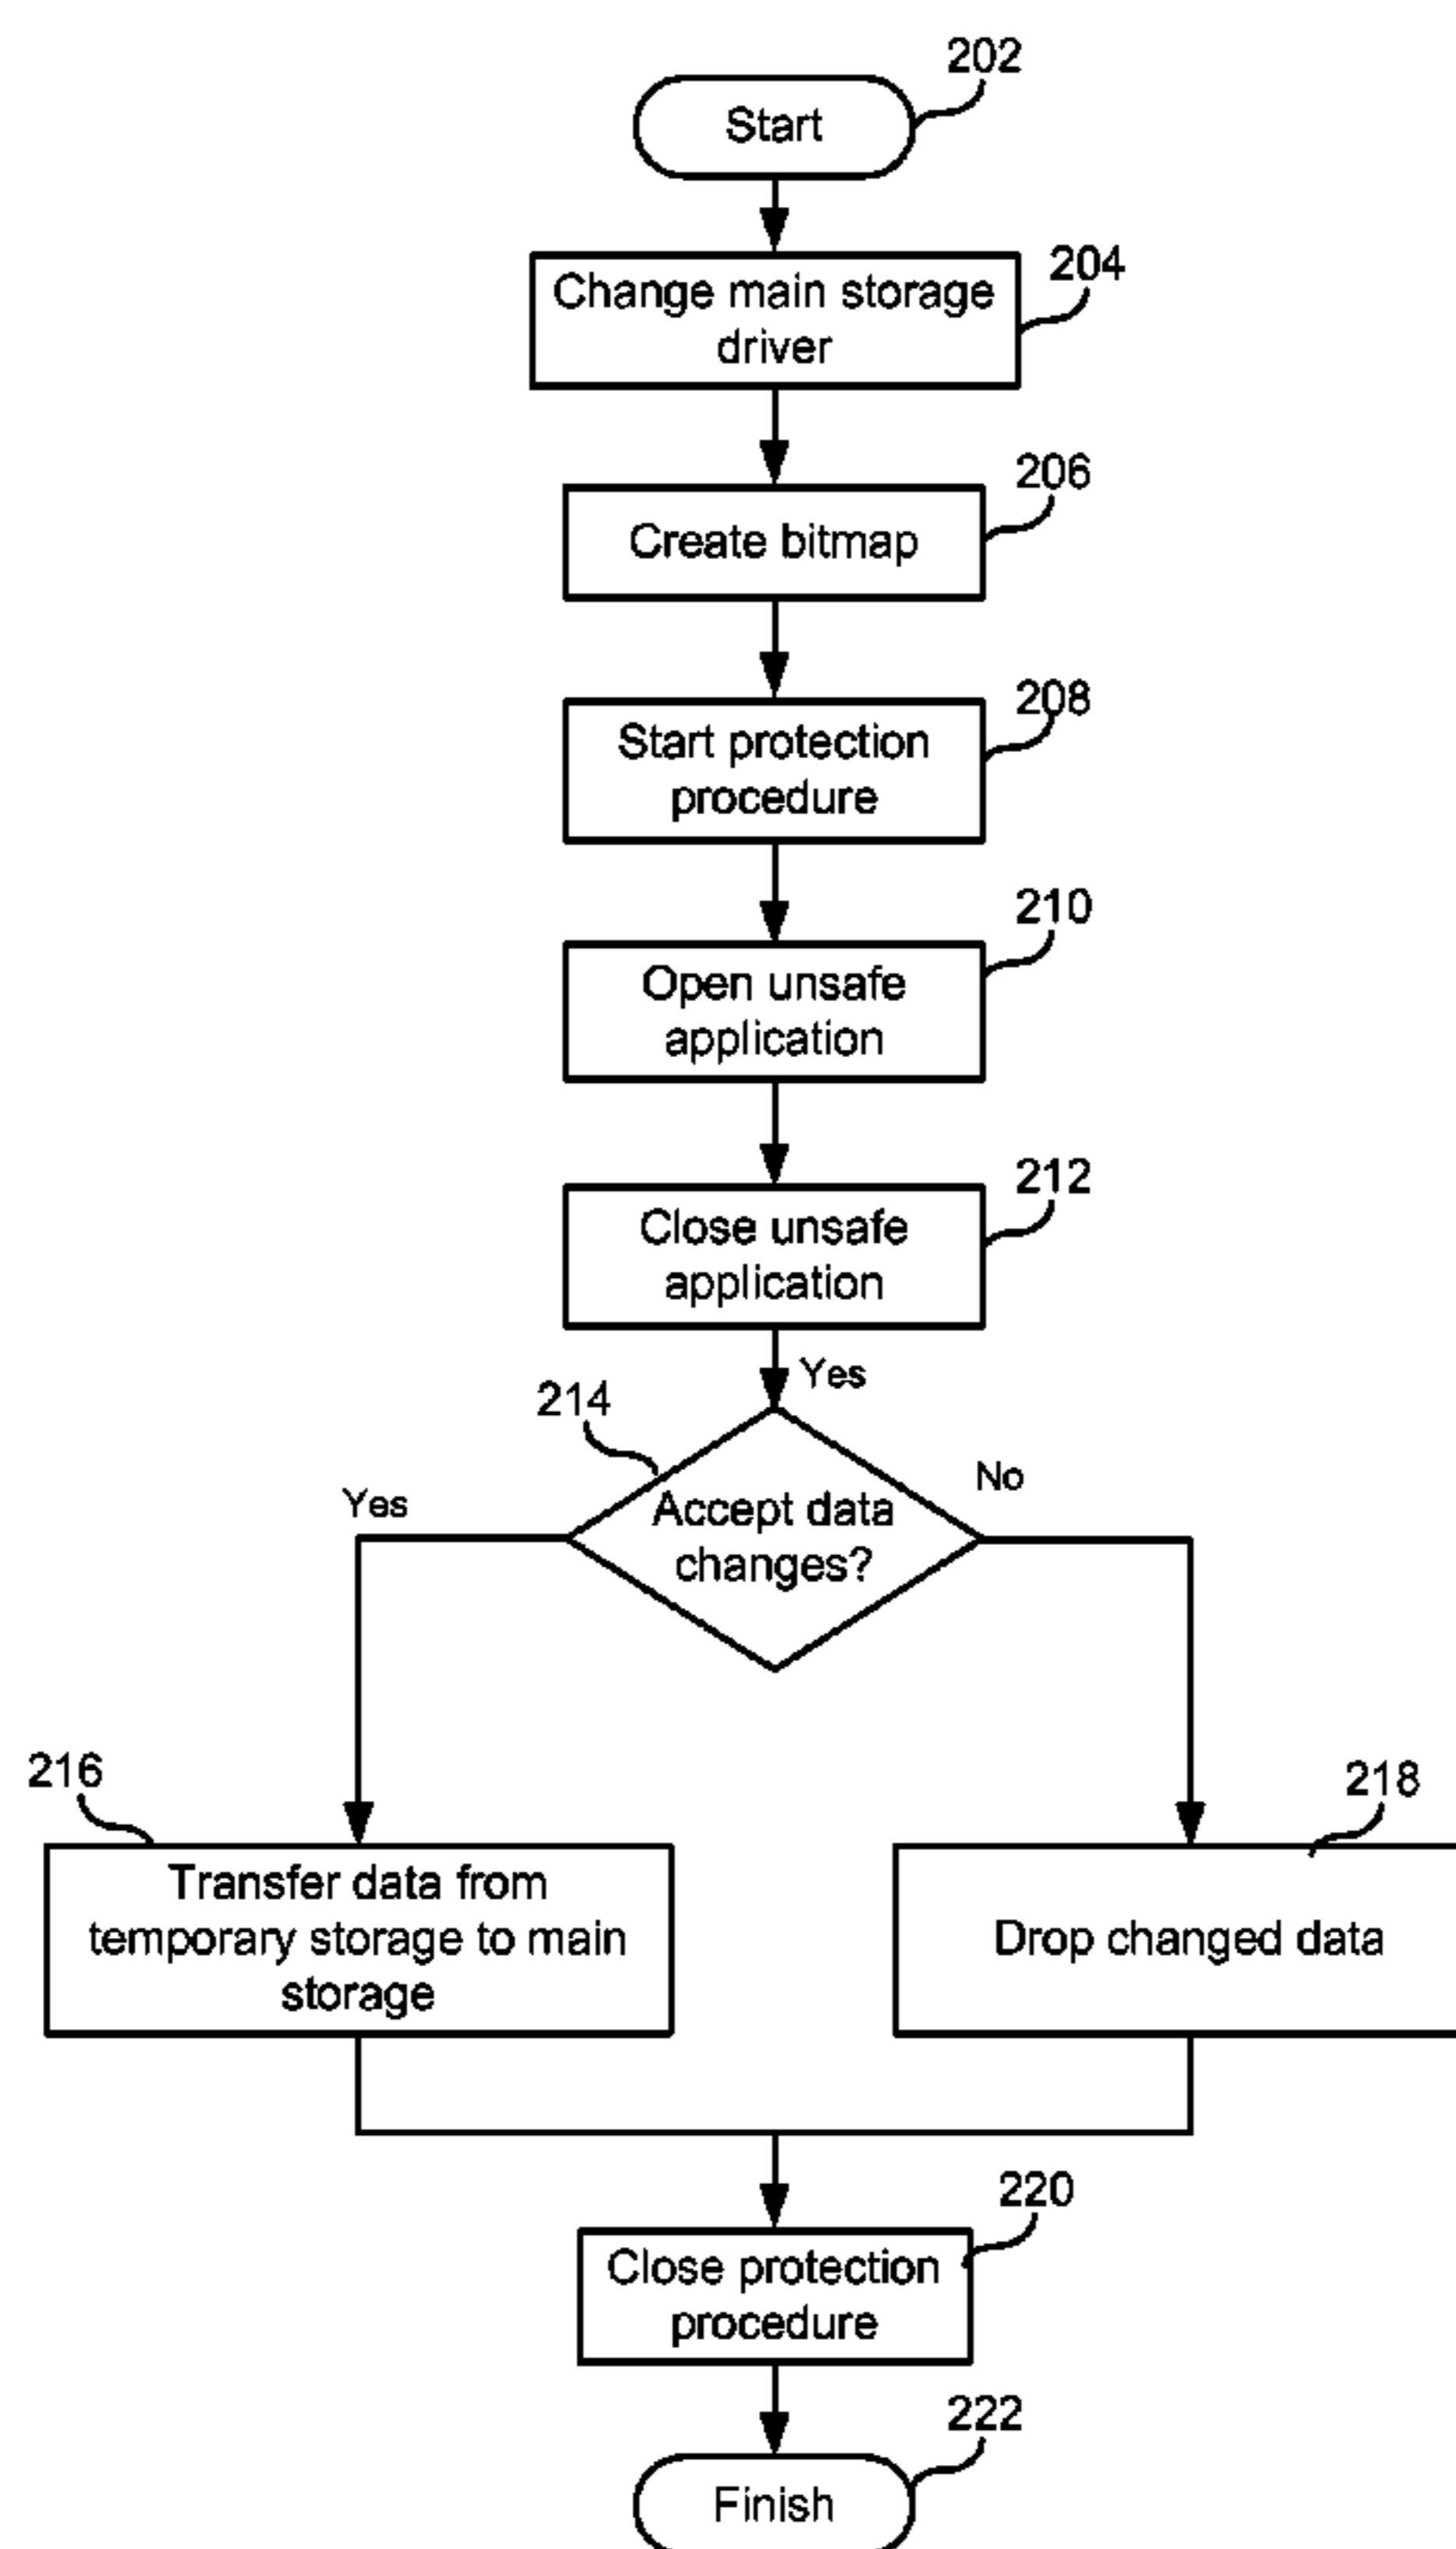 202
Start
204
Change main storage
driver
206
Create bitmap
208
Start protection
procedure
210
Open unsafe
application
212
Close unsafe
application
Yes
214
Yes
No
Accept data
changes?
216
218
Transfer data from
temporary storage to main
storage
Drop changed data
220
Close protection
procedure
222
Finish